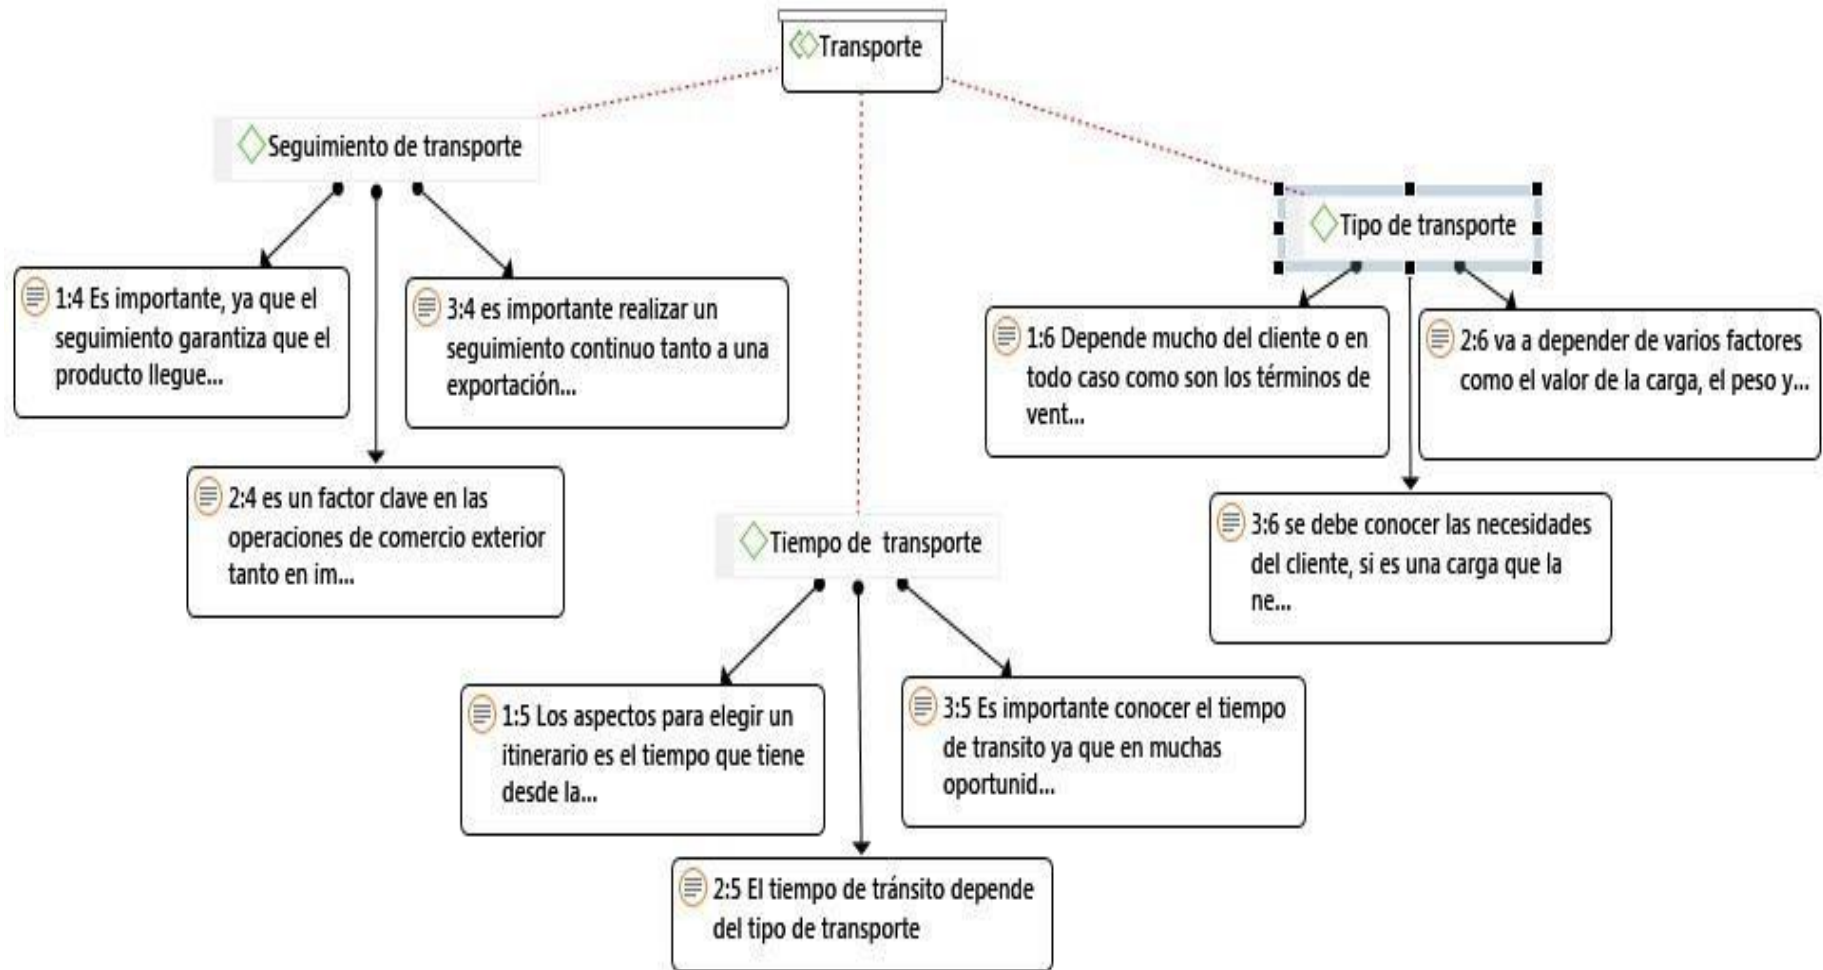 Transporte
Seguimiento de transporte
Tipo de transporte
1:4 Es importante, ya que el
seguimiento garantiza que el
producto llegue...
3:4 es importante realizar un
seguimiento continuo tanto a una
exportación...
1:6 Depende mucho del cliente o en
todo caso como son los términos de
vent...
2:6 va a depender de varios factores
como el valor de la carga, el peso y...
2:4 es un factor clave en las
operaciones de comercio exterior
tanto en im...
3:6 se debe conocer las necesidades
del cliente, si es una carga que la
ne...
Tiempo de transporte
1:5 Los aspectos para elegir un
itinerario es el tiempo que tiene
desde la...
3:5 Es importante conocer el tiempo
de transito ya que en muchas
oportunid...
2:5 El tiempo de tránsito depende
del tipo de transporte